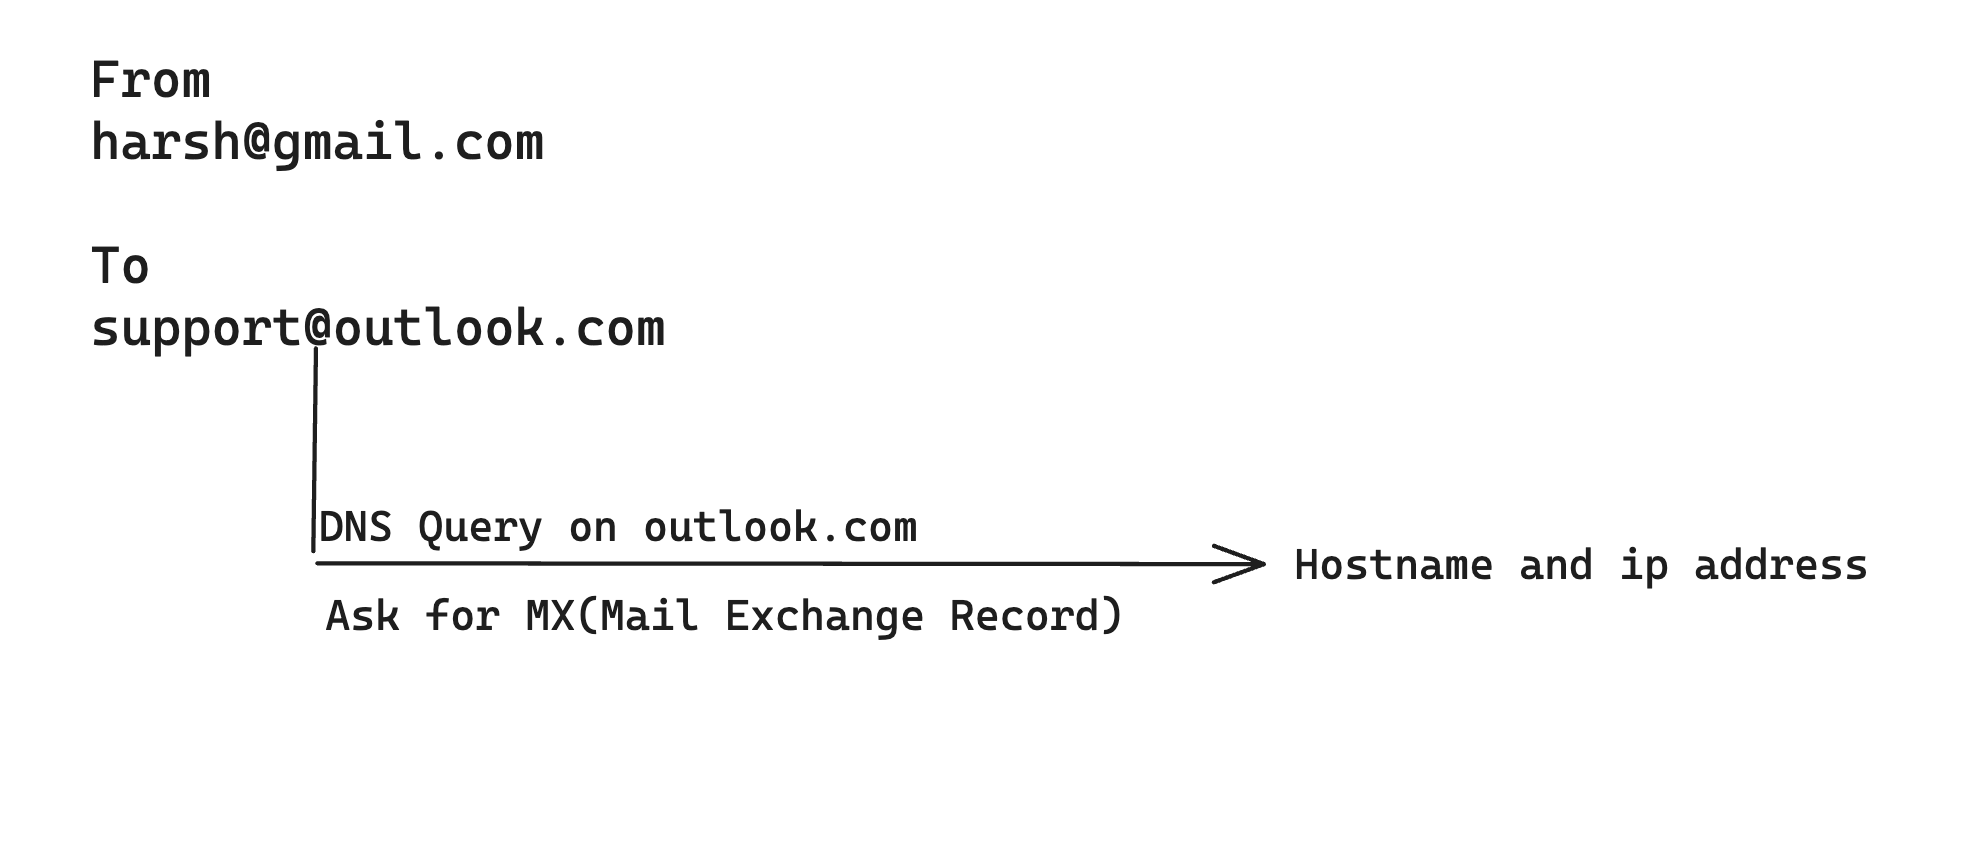 From
harsh@gmail.com
To
support@outlook.com
DNS Query on outlook.com
Hostname and ip address
Ask for MX(Mail Exchange Record)